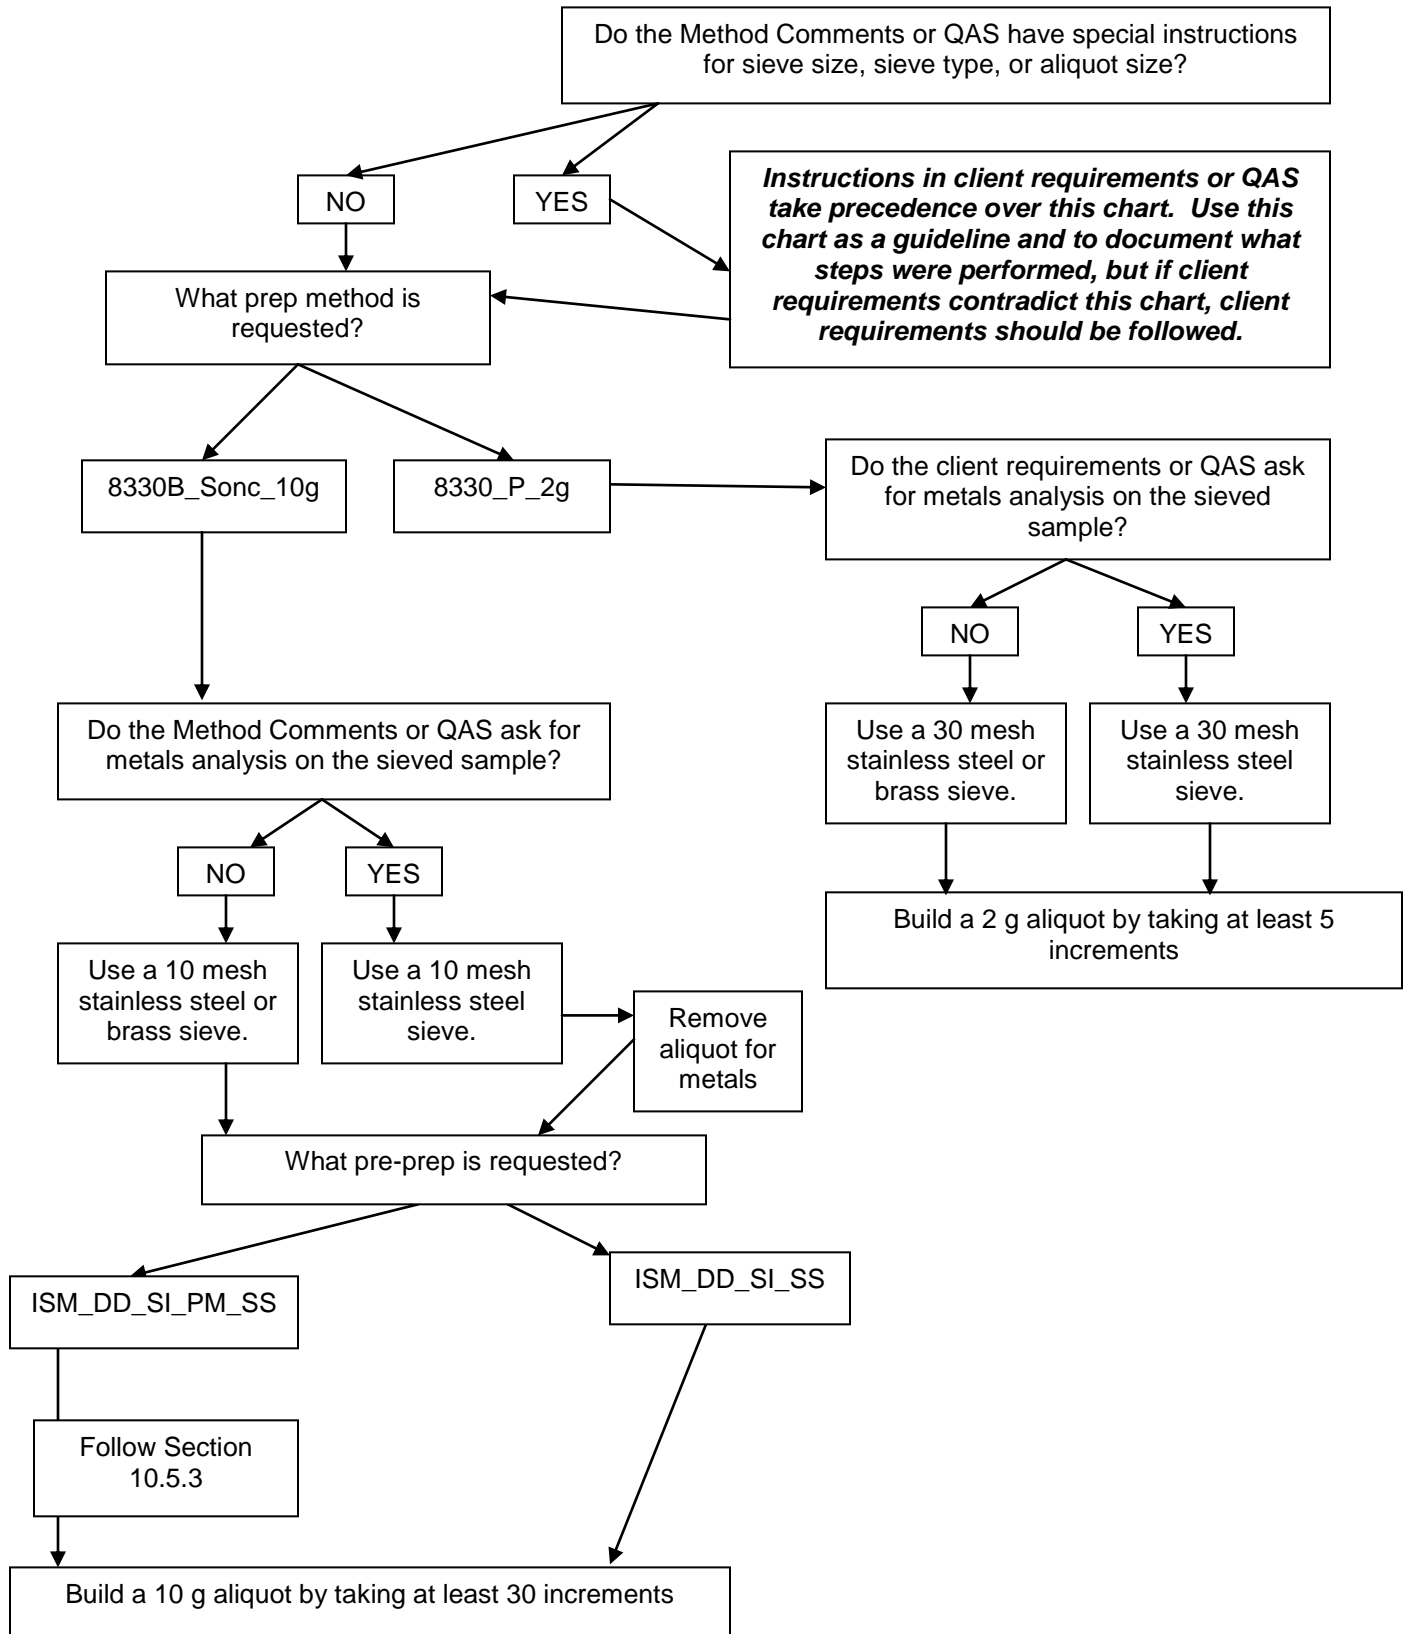 Do the Method Comments or QAS have special instructions
for sieve size, sieve type, or aliquot size?
NO
YES
Instructions in client requirements or QAS
take precedence over this chart.  Use this
chart as a guideline and to document what
steps were performed, but if client
requirements contradict this chart, client
requirements should be followed.
What prep method is
requested?
8330B_Sonc_10g
8330_P_2g
Do the client requirements or QAS ask
for metals analysis on the sieved
sample?
NO
YES
Use a 30 mesh
stainless steel or
brass sieve.
Use a 30 mesh
stainless steel
sieve.
Build a 2 g aliquot by taking at least 5
increments
Do the Method Comments or QAS ask for
metals analysis on the sieved sample?
NO
YES
Use a 10 mesh
stainless steel or
brass sieve.
Use a 10 mesh
stainless steel
sieve.
Remove
aliquot for
metals
What pre-prep is requested?
ISM_DD_SI_PM_SS
ISM_DD_SI_SS
Follow Section
10.5.3
Build a 10 g aliquot by taking at least 30 increments